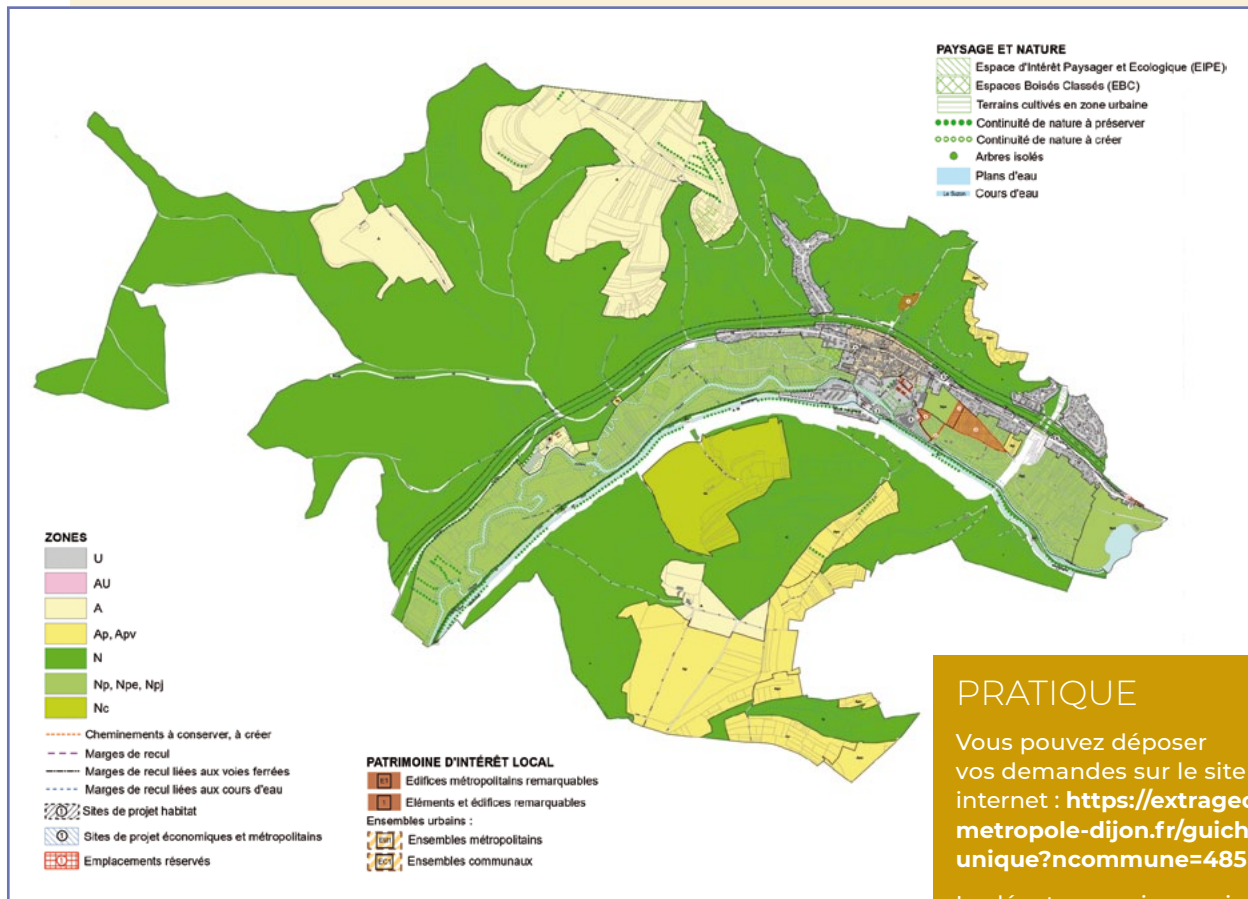 PAYSAGE ET NATURE
Espace d'Intérêt Paysager et Ecologique (EIPE)
Espaces Boisés Classés (EBC)
Terrains cultivés en zone urbaine
Continuité de nature à préserver
Continuité de nature à créer
Arbres isolés
Plans d'eau
Le Suzon
Cours d'eau
ZONES
U
AU
A
Ap, Apv
N
Np, Npe, Npj
Nc
Cheminements à conserver, à créer
Marges de recul
Marges de recul liées aux voies ferrées
Marges de recul liées aux cours d'eau
Sites de projet habitat
Sites de projet économiques et métropolitains
Emplacements réservés
PATRIMOINE D'INTÉRÊT LOCAL
Edifices métropolitains remarquables
Eléments et édifices remarquables
Ensembles urbains :
Ensembles métropolitains
Ensembles communaux
PRATIQUE
Vous pouvez déposer
vos demandes sur le site
internet : https://extrageo
metropole-dijon.fr/guich
unique?ncommune=485